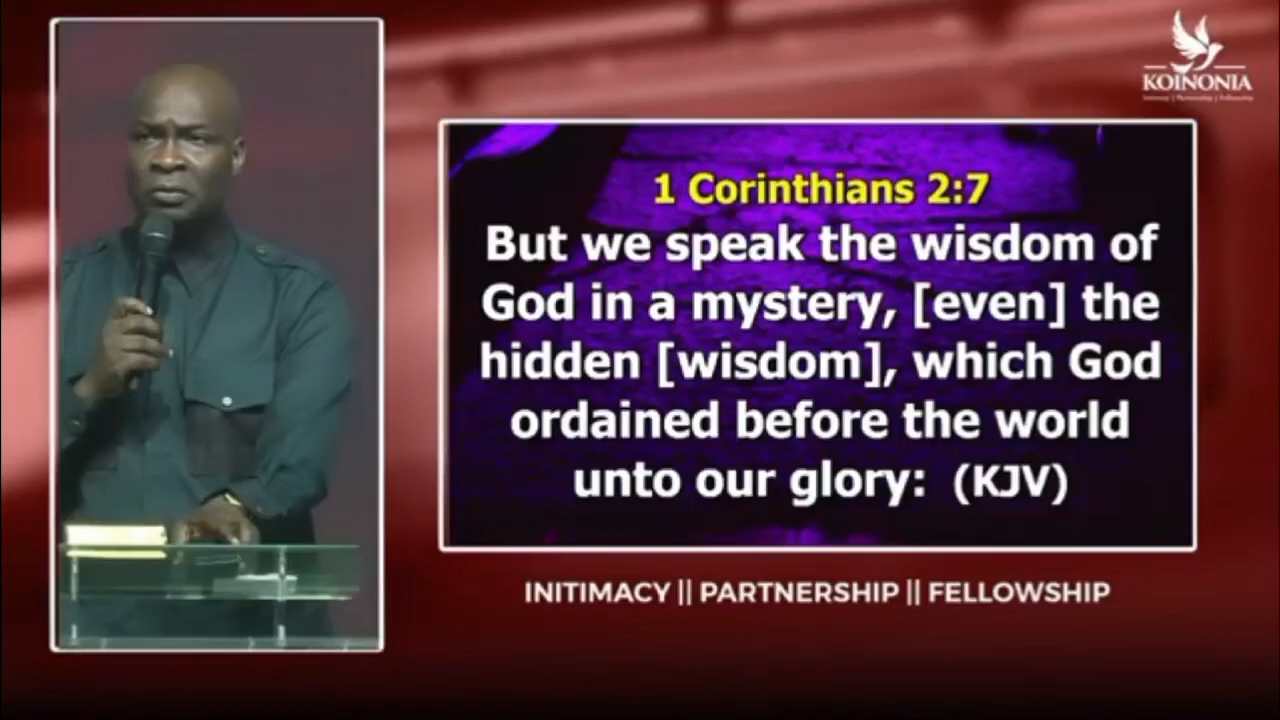 KOINONIA
1 Corinthians 2:7
But we speak the wisdom of
God in a mystery, [even] the
hidden [wisdom], which God
ordained before the world
unto our glory: (KJV)
INITIMACY || PARTNERSHIP || FELLOWSHIP